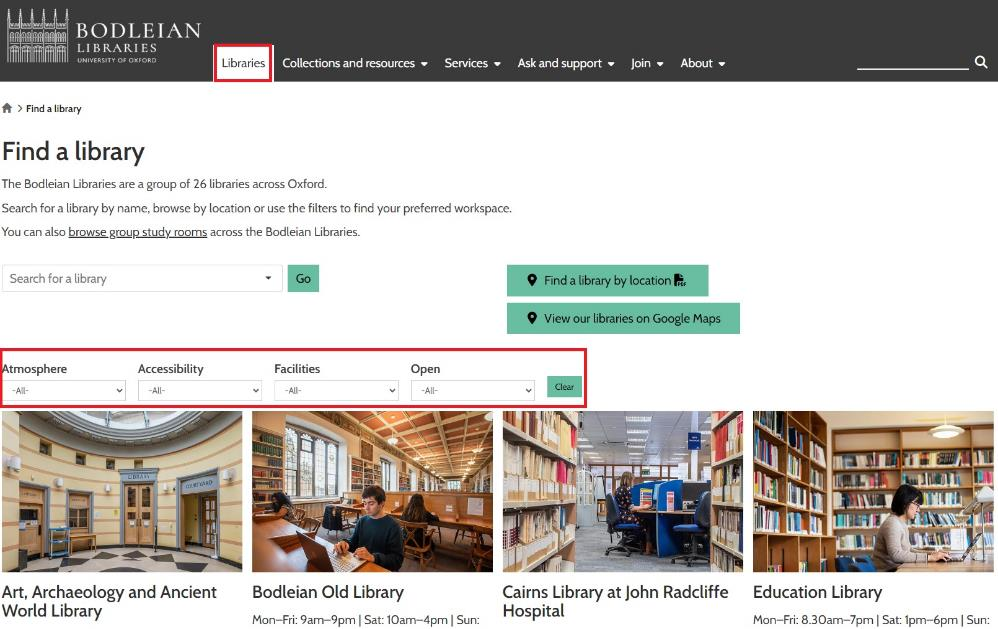 BODLEIAN
LIBRARIES
UNIVERSITY OF OXFORD
Libraries Collections and resources Services Ask and support Join About
Find a library
Find a library
The Bodleian Libraries are a group of 26 libraries across Oxford.
Search for a library by name, browse by location or use the filters to find your preferred workspace.
You can also browse group study rooms across the Bodleian Libraries.
Search for a library Go
Find a library by location PDF
View our libraries on Google Maps
Atmosphere Accessibility Facilities Open
-All- -All- -All- -All- Clear
LIBRARY
COURTYARD
Art, Archaeology and Ancient
World Library
Bodleian Old Library
Mon–Fri: 9am–9pm | Sat: 10am–4pm | Sun:
Cairns Library at John Radcliffe
Hospital
Education Library
Mon–Fri: 8.30am–7pm | Sat: 1pm–6pm | Sun: